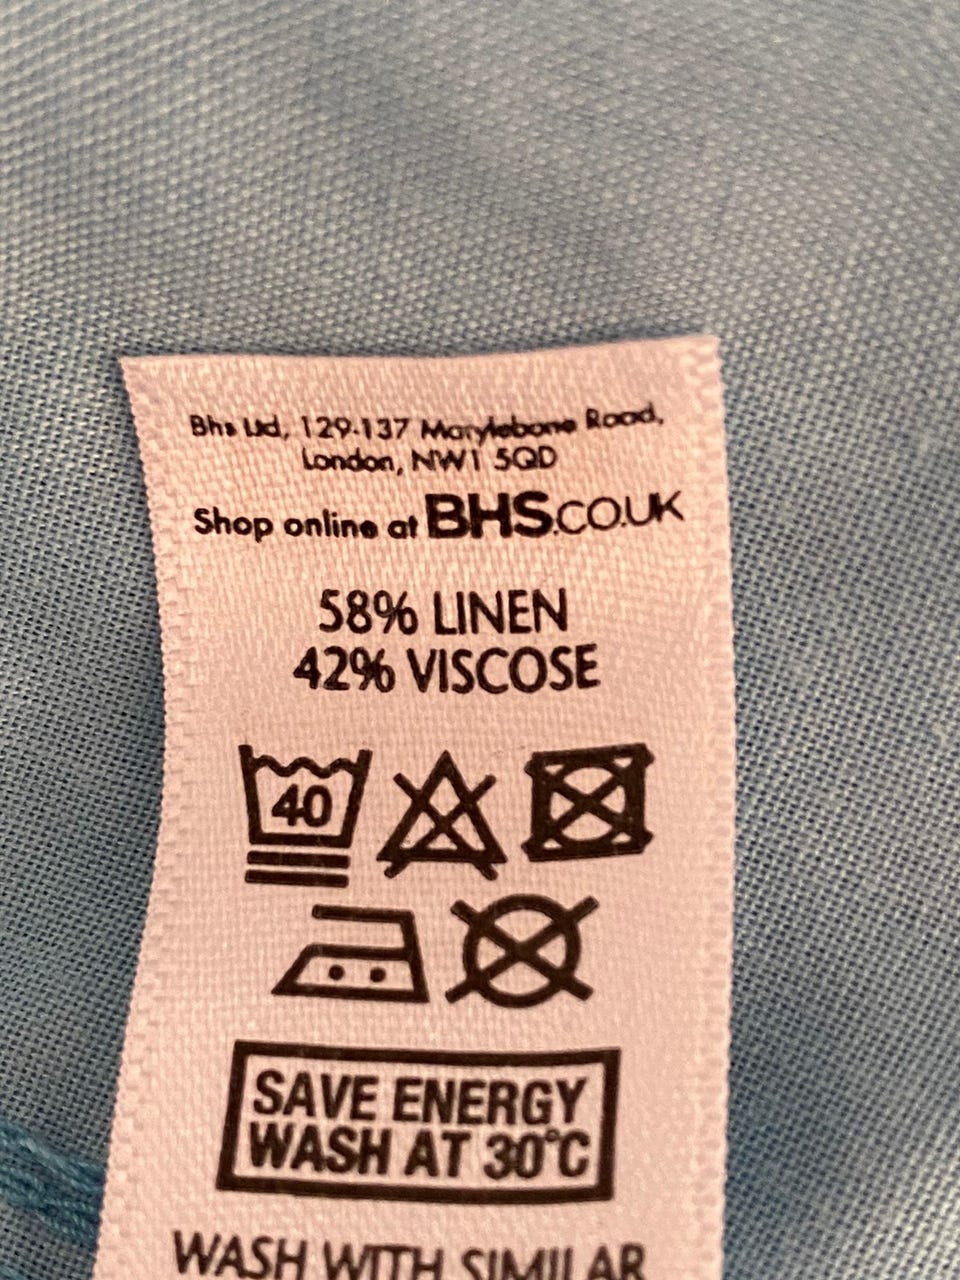 Bhs Ltd, 129-137 Marylebone Road,
London, NW1 5QD
Shop online at BHS.CO.UK
58% LINEN
42% VISCOSE
40
SAVE ENERGY
WASH AT 30°C
WASH WITH SIMILAR